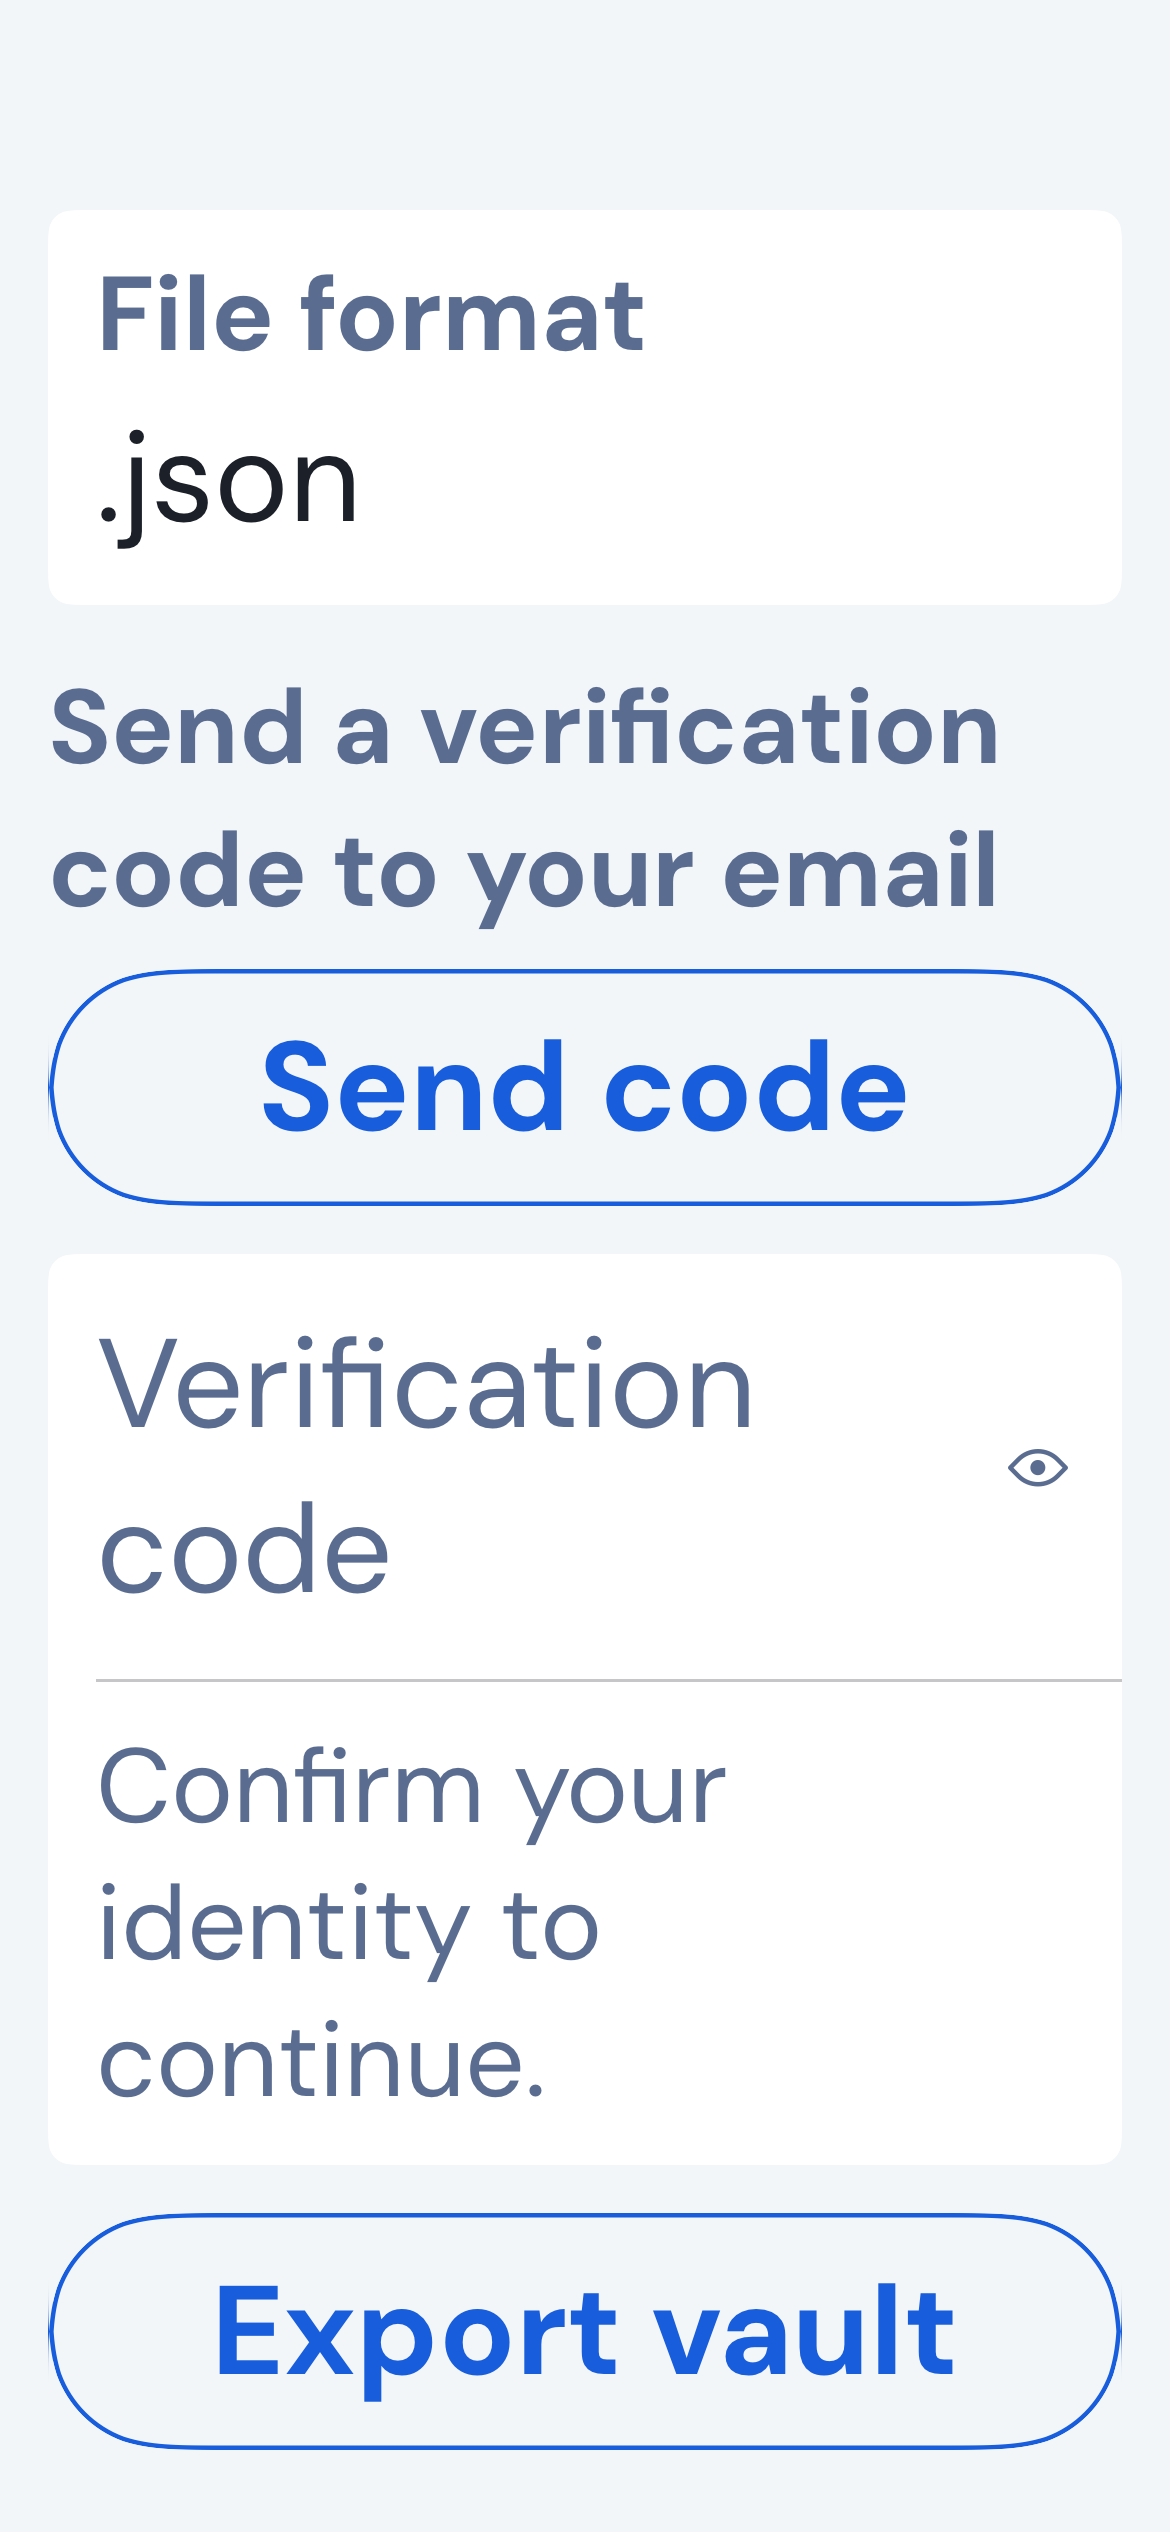 File format
.json
Send a verification
code to your email
Send code
Verification
code
Confirm your
identity to
continue.
Export vault